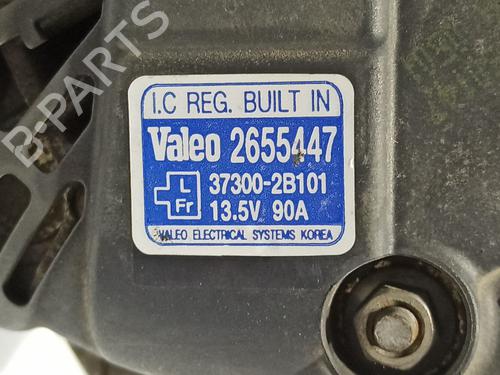 B-PARTS
I.C REG. BUILT IN
Valeo 2655447
L
Fr
37300-2B101
13.5V 90A
VALEO ELECTRICAL SYSTEMS KOREA